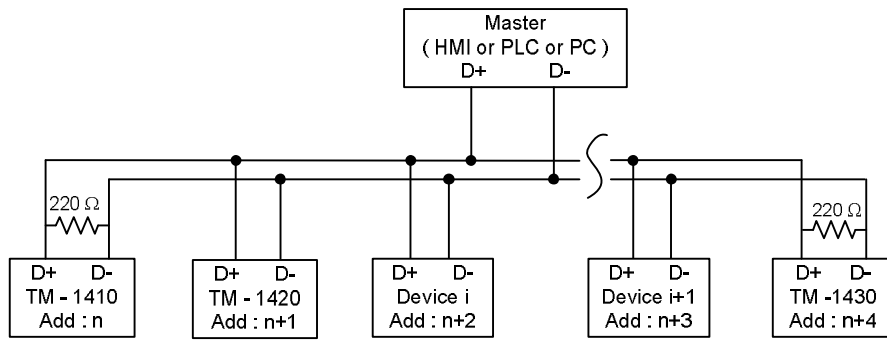 Master
( HMI or PLC or PC )
D+ D-
220 Ω
220 Ω
D+ D-
TM - 1410
Add : n
D+ D-
TM - 1420
Add : n+1
D+ D-
Device i
Add : n+2
D+ D-
Device i+1
Add : n+3
D+ D-
TM -1430
Add : n+4